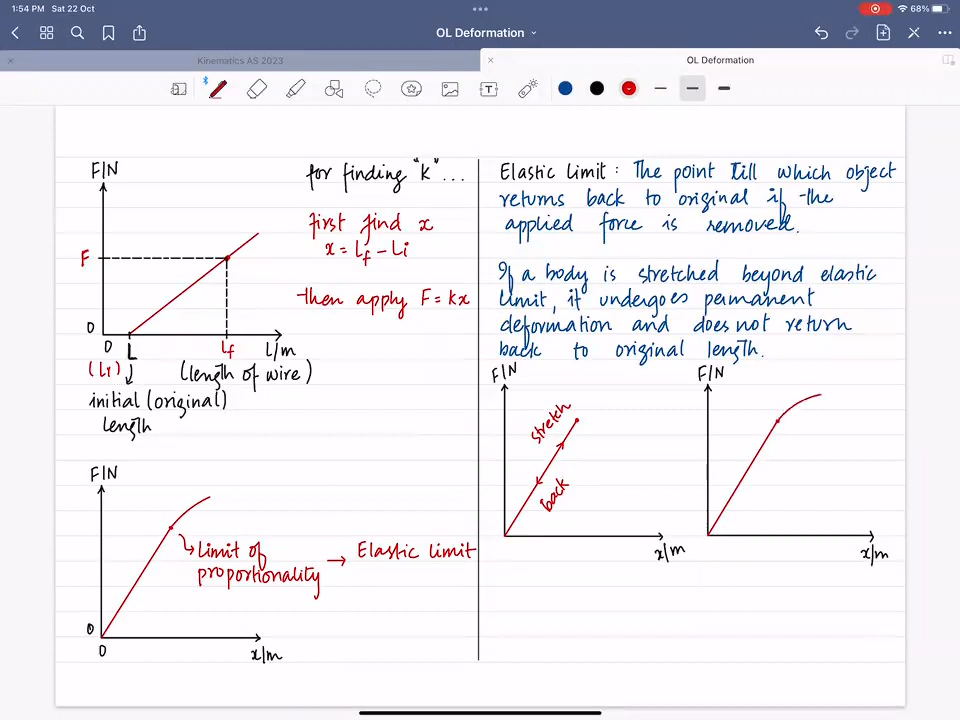 1:54 PM Sat 22 Oct
68%
OL Deformation
Kinematics AS 2023
OL Deformation
F/N
F
0
0
L
(Li)
Lf
l/m
(length of wire)
initial (original)
length
for finding "k"...
first find x
x = Lf - Li
then apply F = kx
F/N
0
0
x/m
Limit of
proportionality
→ Elastic limit
Elastic Limit : The point till which object
returns back to original if the
applied force is removed.
If a body is stretched beyond elastic
limit, it undergoes permanent
deformation and does not return
back to original length.
F/N
stretch
back
x/m
F/N
x/m